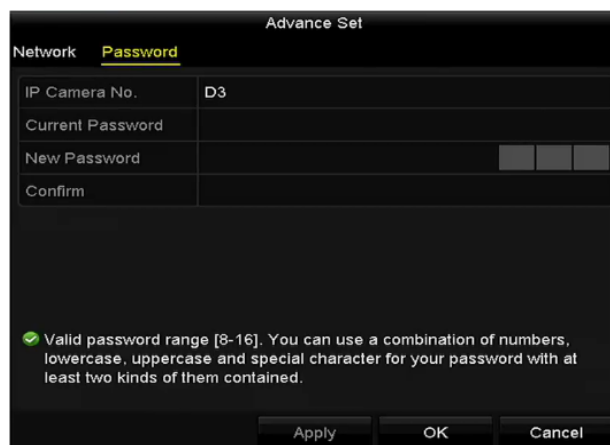 Advance Set
Network Password
IP Camera No. D3
Current Password
New Password
Confirm
Valid password range [8-16]. You can use a combination of numbers,
lowercase, uppercase and special character for your password with at
least two kinds of them contained.
Apply OK Cancel